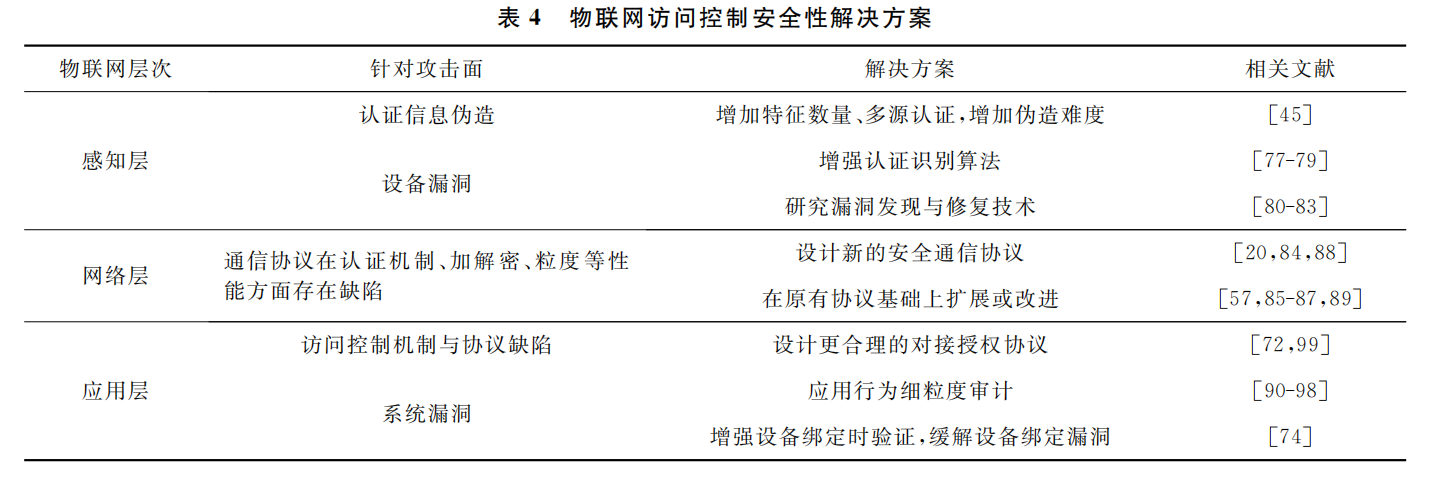 表 4 物联网访问控制安全性解决方案
物联网层次 针对攻击面 解决方案 相关文献
认证信息伪造 增加特征数量、多源认证,增加伪造难度 [45]
感知层
设备漏洞
增强认证识别算法 [77-79]
研究漏洞发现与修复技术 [80-83]
网络层
通信协议在认证机制、加解密、粒度等性
能方面存在缺陷
设计新的安全通信协议 [20,84,88]
在原有协议基础上扩展或改进 [57,85-87,89]
访问控制机制与协议缺陷 设计更合理的对接授权协议 [72,99]
应用层
系统漏洞
应用行为细粒度审计 [90-98]
增强设备绑定时验证,缓解设备绑定漏洞 [74]